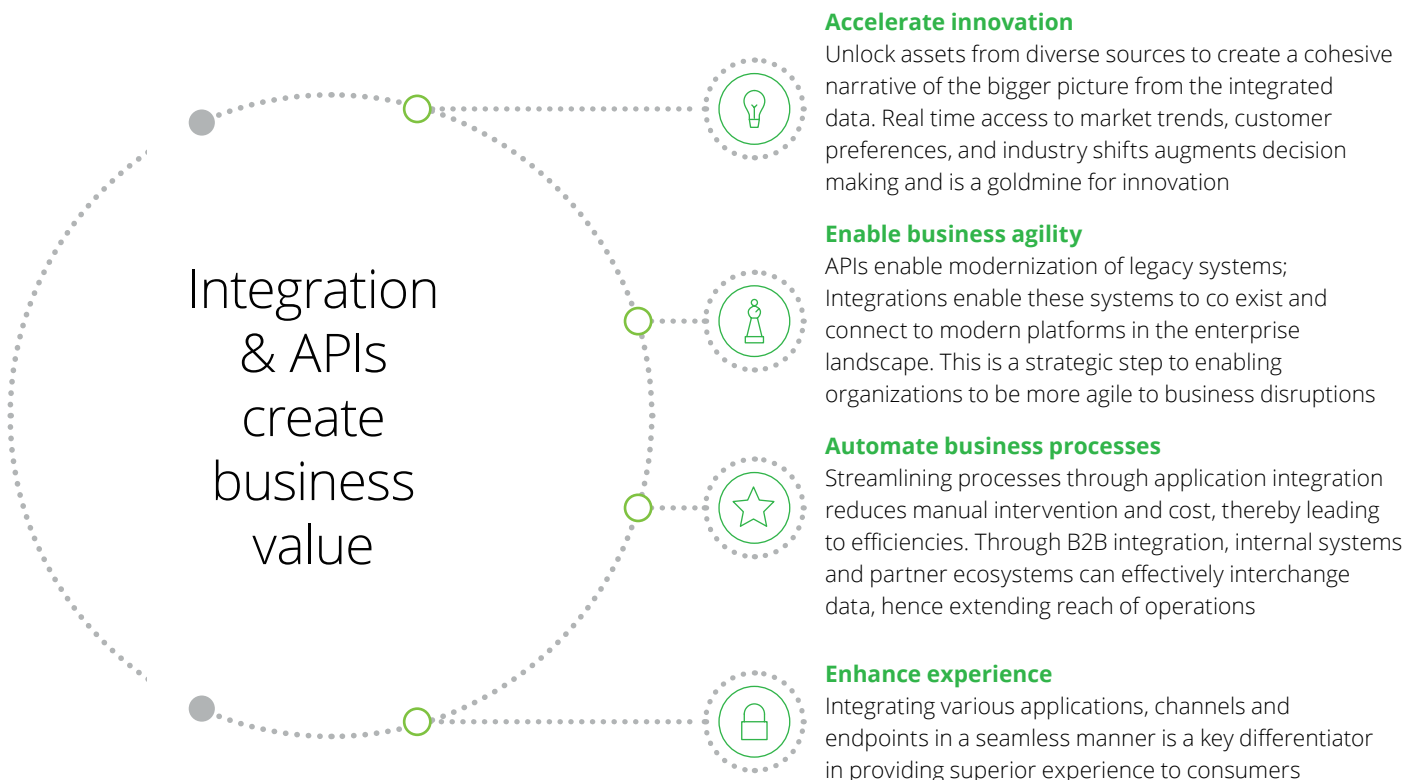 Integration
& APIs
create
business
value
Accelerate innovation
Unlock assets from diverse sources to create a cohesive
narrative of the bigger picture from the integrated
data. Real time access to market trends, customer
preferences, and industry shifts augments decision
making and is a goldmine for innovation
Enable business agility
APIs enable modernization of legacy systems;
Integrations enable these systems to co exist and
connect to modern platforms in the enterprise
landscape. This is a strategic step to enabling
organizations to be more agile to business disruptions
Automate business processes
Streamlining processes through application integration
reduces manual intervention and cost, thereby leading
to efficiencies. Through B2B integration, internal systems
and partner ecosystems can effectively interchange
data, hence extending reach of operations
Enhance experience
Integrating various applications, channels and
endpoints in a seamless manner is a key differentiator
in providing superior experience to consumers